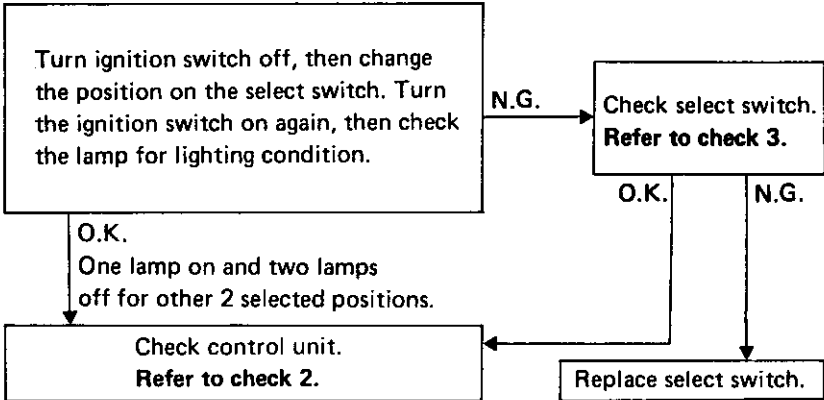 Turn ignition switch off, then change
the position on the select switch. Turn
the ignition switch on again, then check
the lamp for lighting condition.
N.G.
Check select switch.
Refer to check 3.
O.K.
N.G.
O.K.
One lamp on and two lamps
off for other 2 selected positions.
Check control unit.
Refer to check 2.
Replace select switch.